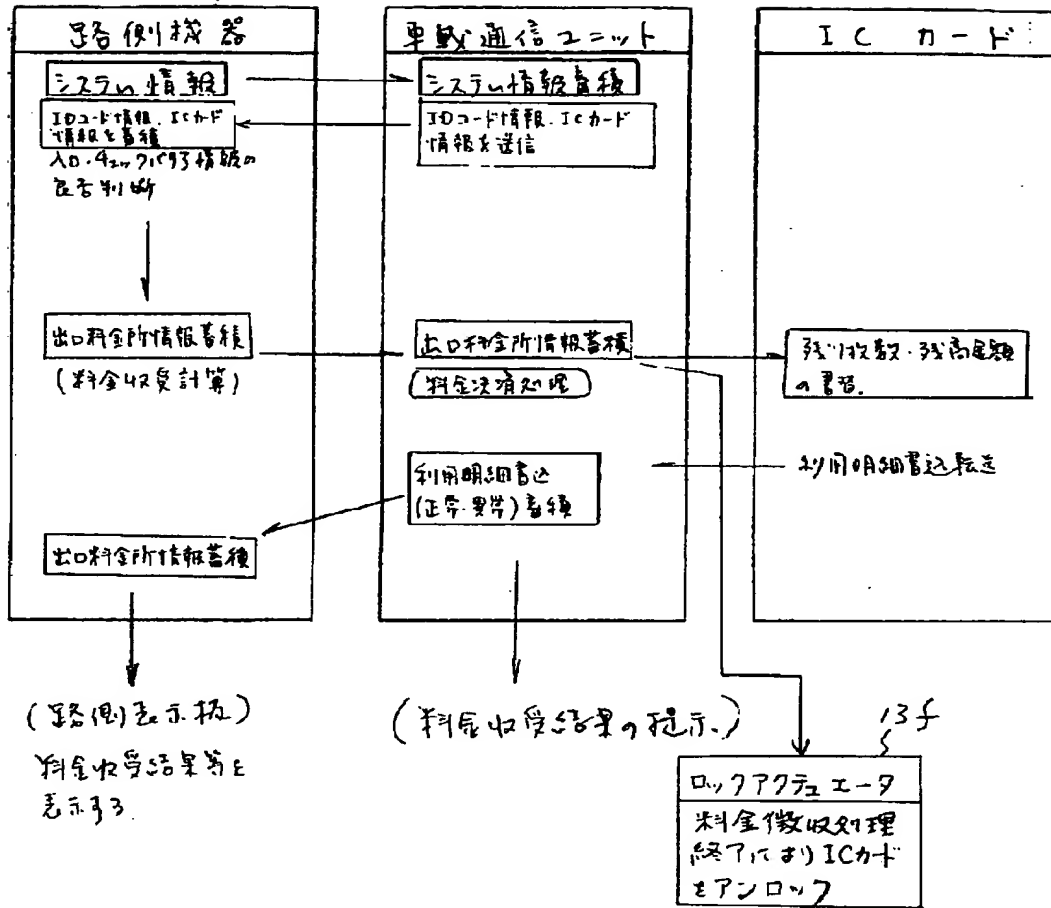 路側機器
システム情報
IDコード情報、ICカード
情報を蓄積
入口・チェックバリア情報の
良否判断
出口料金所情報蓄積
(料金収受計算)
出口料金所情報蓄積
(路側表示板)
料金収受結果等を
表示する.
車載通信ユニット
システム情報蓄積
IDコード情報、ICカード
情報を送信
出口料金所情報蓄積
(料金決済処理)
利用明細書込
(正常・異常)蓄積
(料金収受結果の提示.)
ICカード
残り枚数・残高金額
の書習.
利用明細書込転送
13f
ロックアクチュエータ
料金徴収処理
終了によりICカード
をアンロック